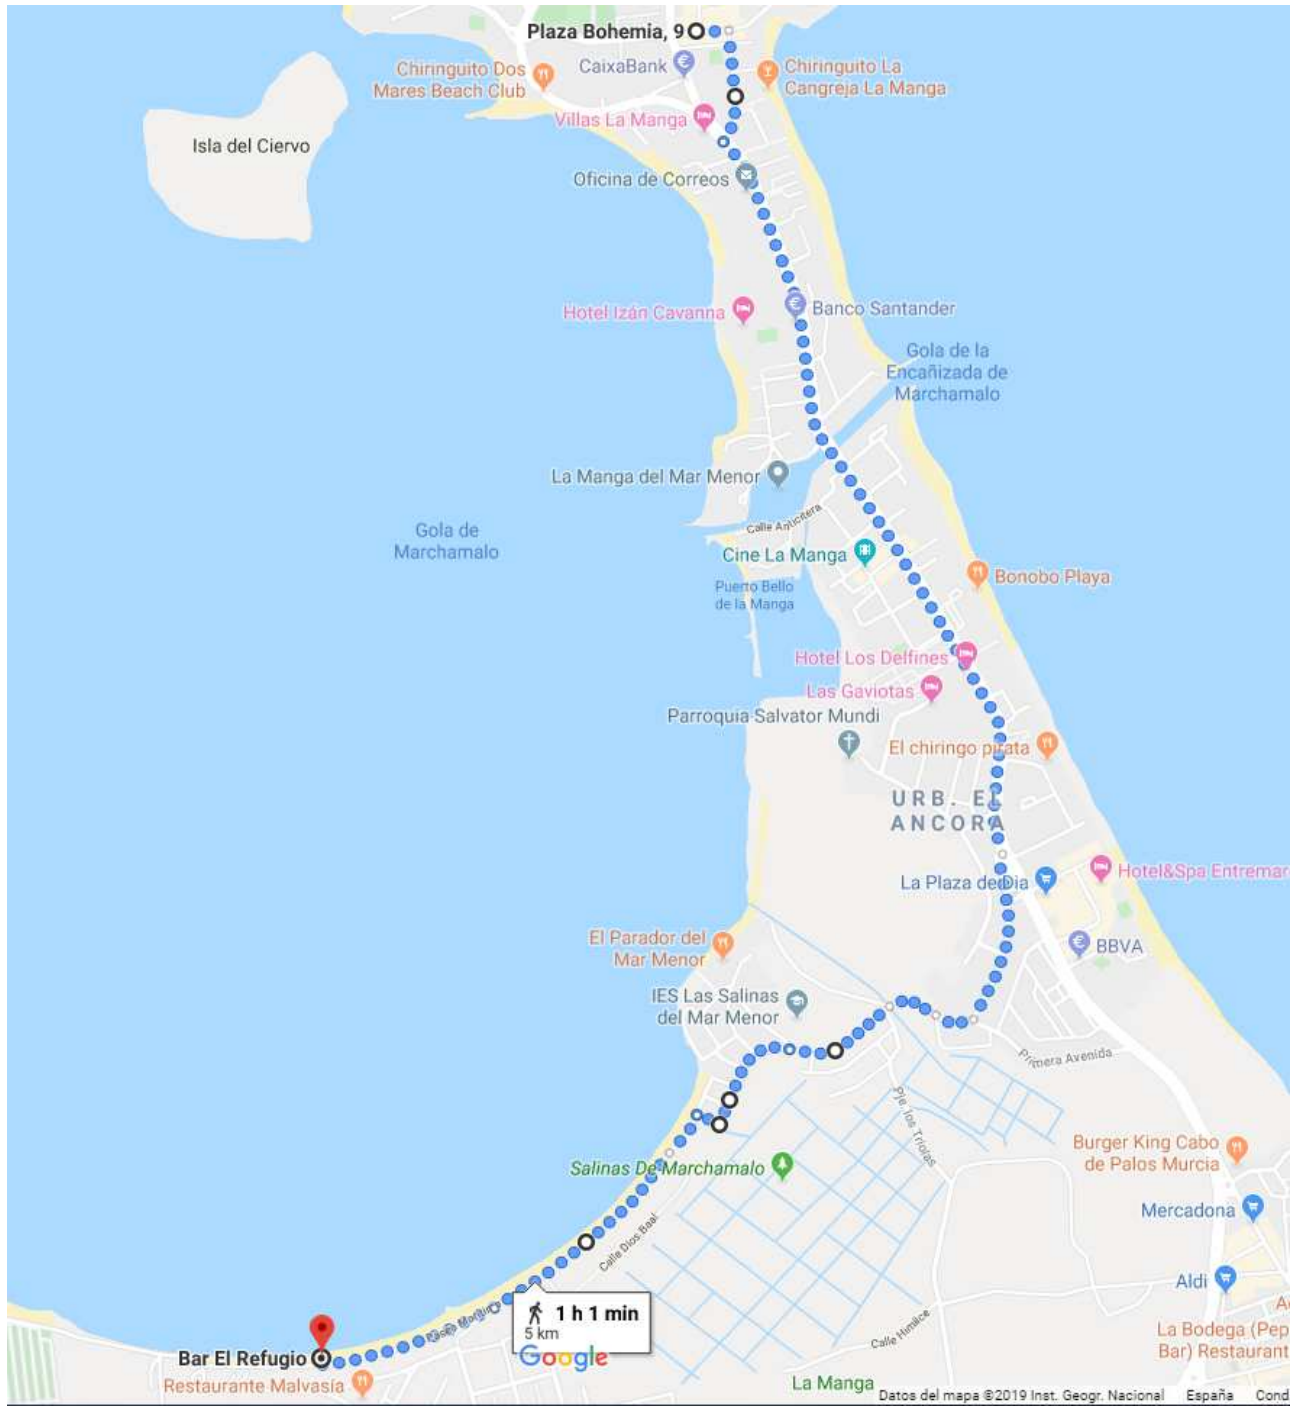 Plaza Bohemia, 9
CaixaBank
Chiringuito Dos
Mares Beach Club
Chiringuito La
Cangreja La Manga
Villas La Manga
Isla del Ciervo
Oficina de Correos
Hotel Izán Cavanna
Banco Santander
Gola de la
Encañizada de
Marchamalo
La Manga del Mar Menor
Calle Anticitera
Gola de
Marchamalo
Cine La Manga
Puerto Bello
de la Manga
Bonobo Playa
Hotel Los Delfines
Las Gaviotas
Parroquia Salvator Mundi
El chiringo pirata
URB. EL
ANCORA
La Plaza de Dia
Hotel&Spa Entremar
El Parador del
Mar Menor
BBVA
IES Las Salinas
del Mar Menor
Primera Avenida
Pje. los Triolas
Burger King Cabo
de Palos Murcia
Salinas De Marchamalo
Mercadona
Calle Dios Baal
Aldi
1 h 1 min
5 km
Google
Paseo
Calle Himilce
Bar El Refugio
Restaurante Malvasía
La Bodega (Pep
Bar) Restaurant
La Manga
Datos del mapa ©2019 Inst. Geogr. Nacional España Cond